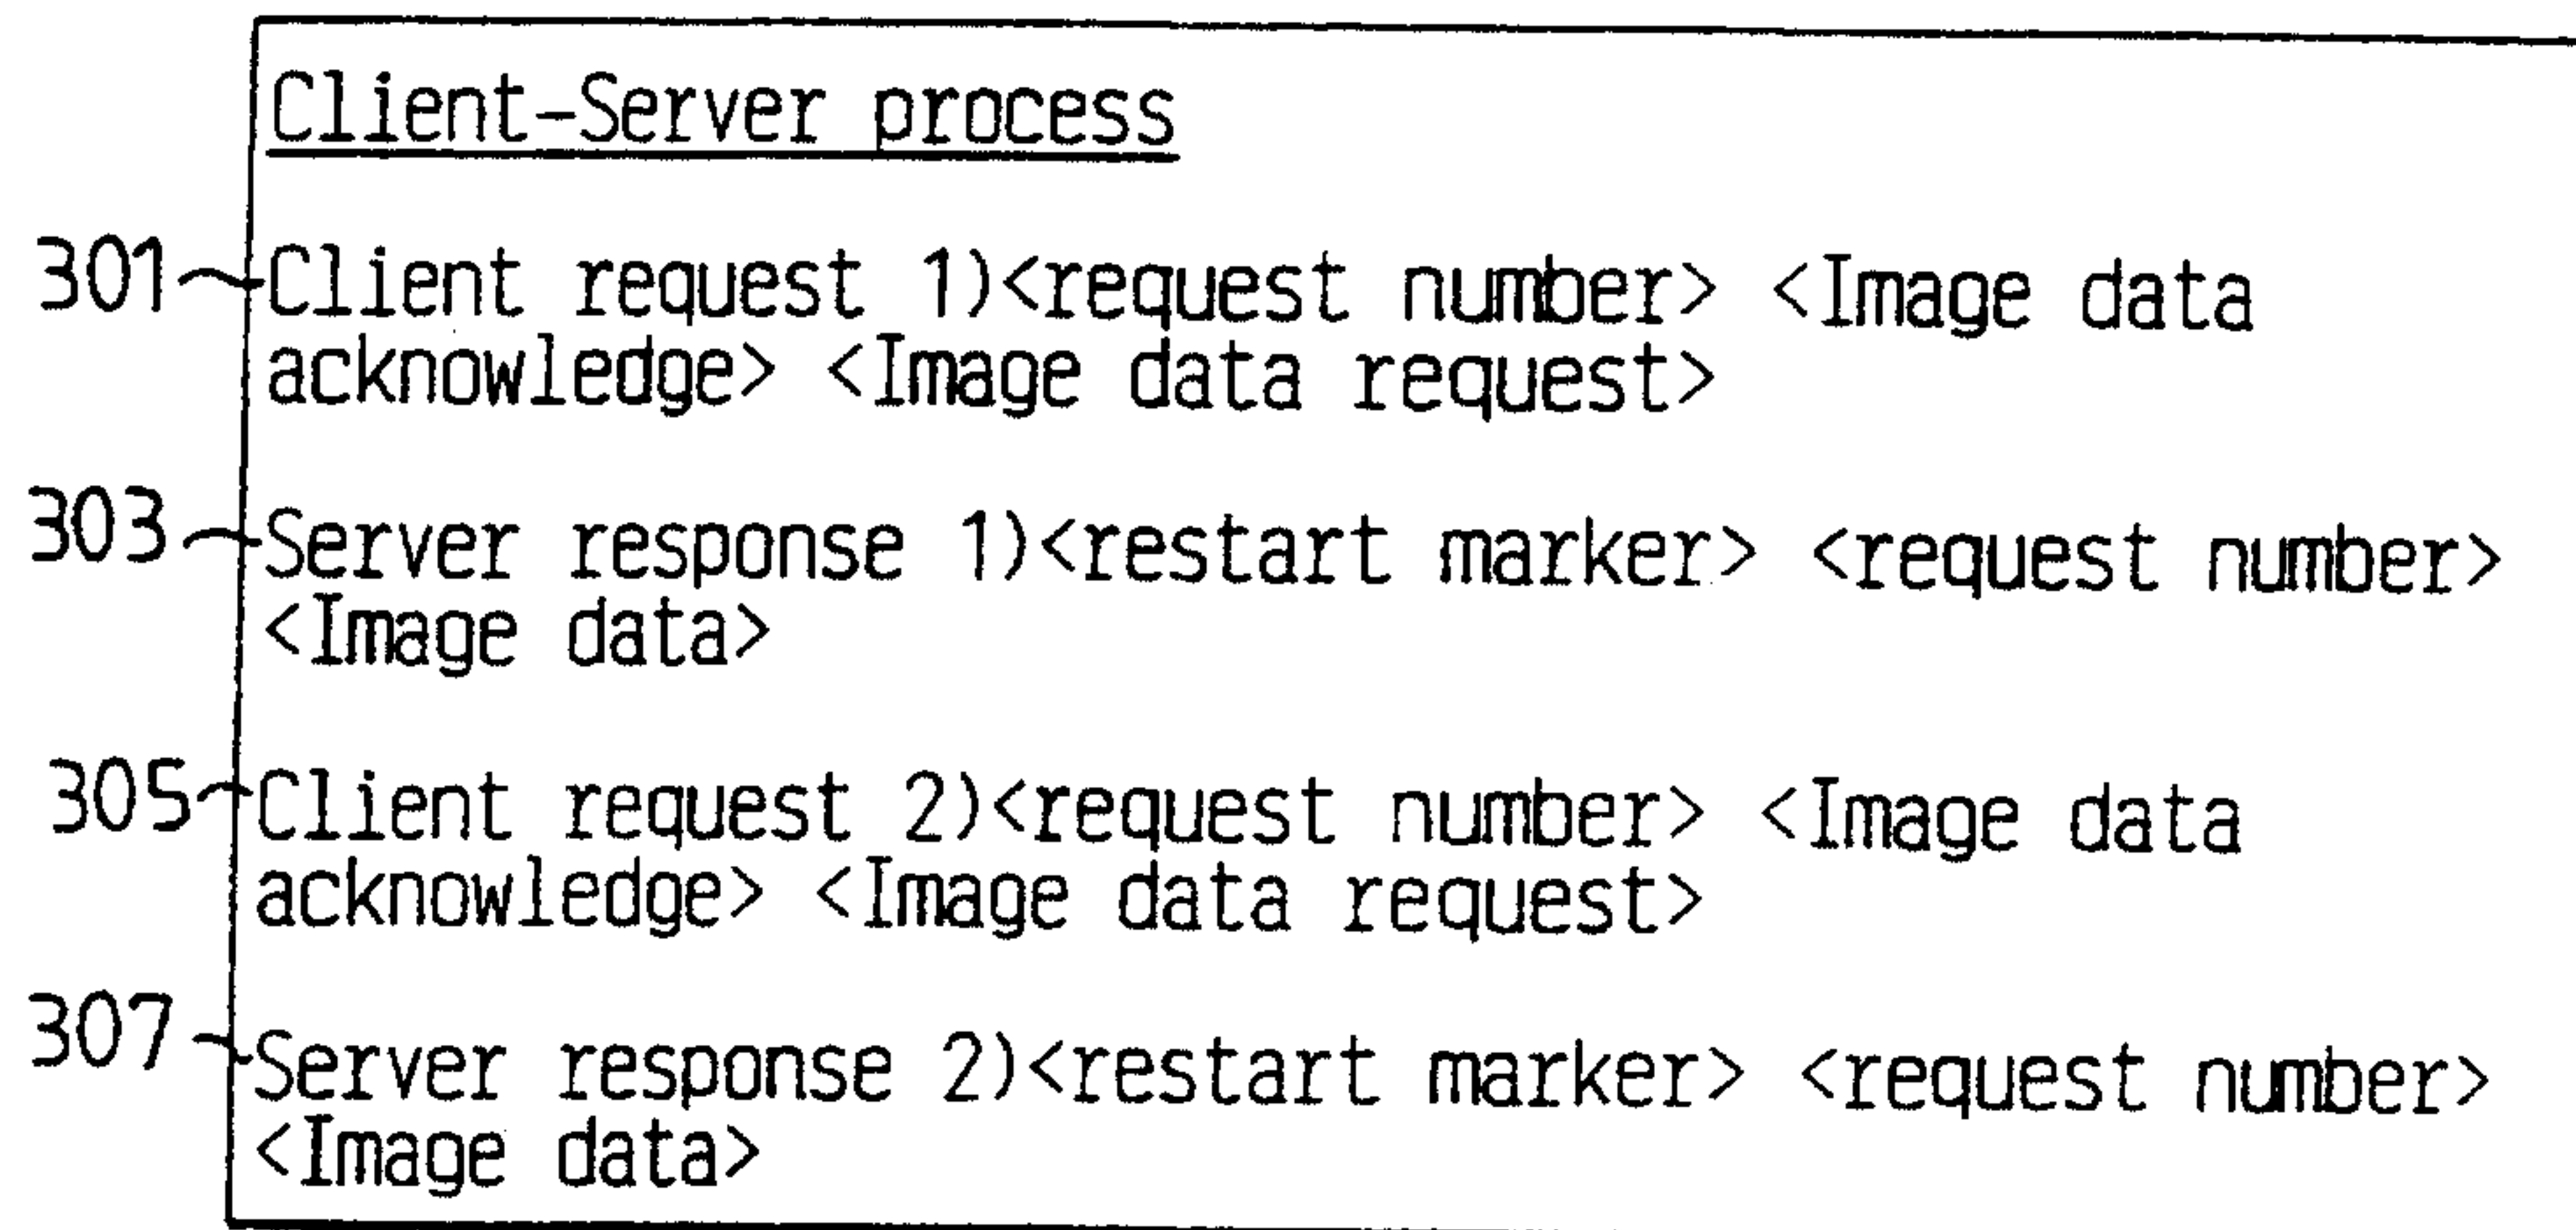 Client-Server process
301 Client request 1)<request number> <Image data
acknowledge> <Image data request>
303 Server response 1)<restart marker> <request number>
<Image data>
305 Client request 2)<request number> <Image data
acknowledge> <Image data request>
307 Server response 2)<restart marker> <request number>
<Image data>